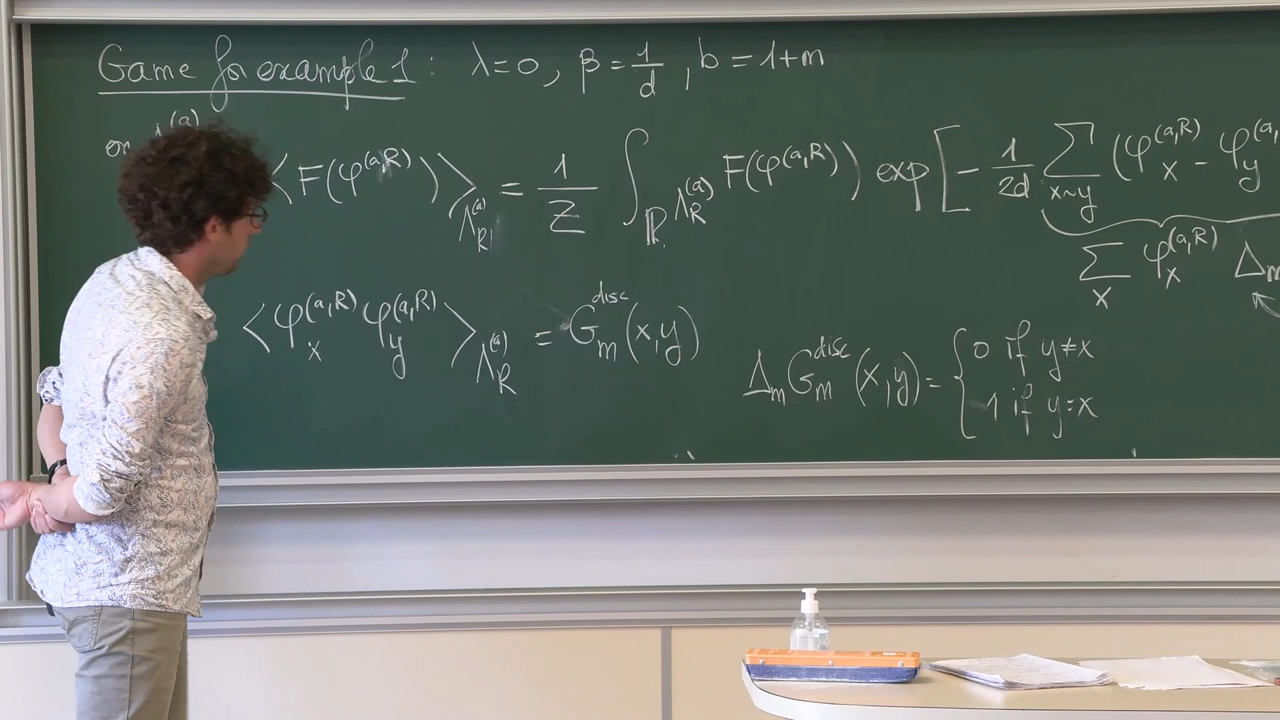 Game for example 1 : λ=0, β=1/d, b=1+m
on (a) ⟨F(φ^(a,R))⟩_{Λ_R^(a)} = 1/Z ∫_{ℝ^{Λ_R^(a)}} F(φ^(a,R)) exp[-1/2d Σ_{x~y} (φ_x^(a,R) - φ_y^(a,
Σ_x φ_x^(a,R) Δ_m
⟨φ_x^(a,R) φ_y^(a,R)⟩_{Λ_R^(a)} = G_m^disc(x,y)
Δ_m G_m^disc(x,y) = { 0 if y≠x
-1 if y=x